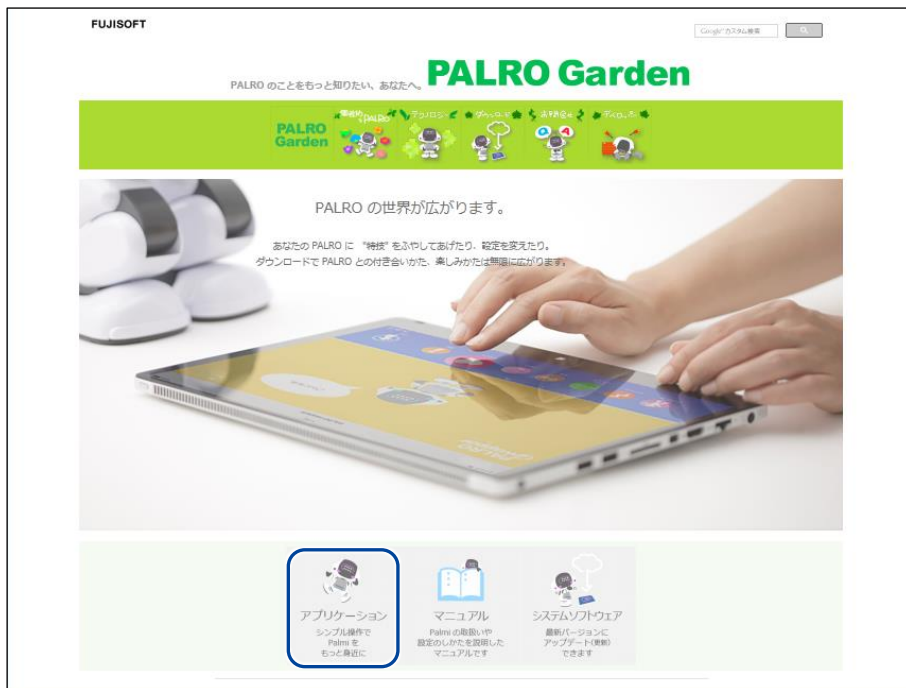 FUJISOFT
Google カスタム検索
PALRO のことをもっと知りたい、あなたへ。 PALRO Garden
PALRO
Garden
PALRO の世界が広がります。
あなたの PALRO に “特技” をふやしてあげたり、設定を変えたり。
ダウンロードで PALRO との付き合いかた、楽しみかたは無限に広がります。
アプリケーション
シンプル操作で
Palmi を
もっと身近に
マニュアル
Palmi の取扱いや
設定のしかたを説明した
マニュアルです
システムソフトウェア
最新バージョンに
アップデート(更新)
できます